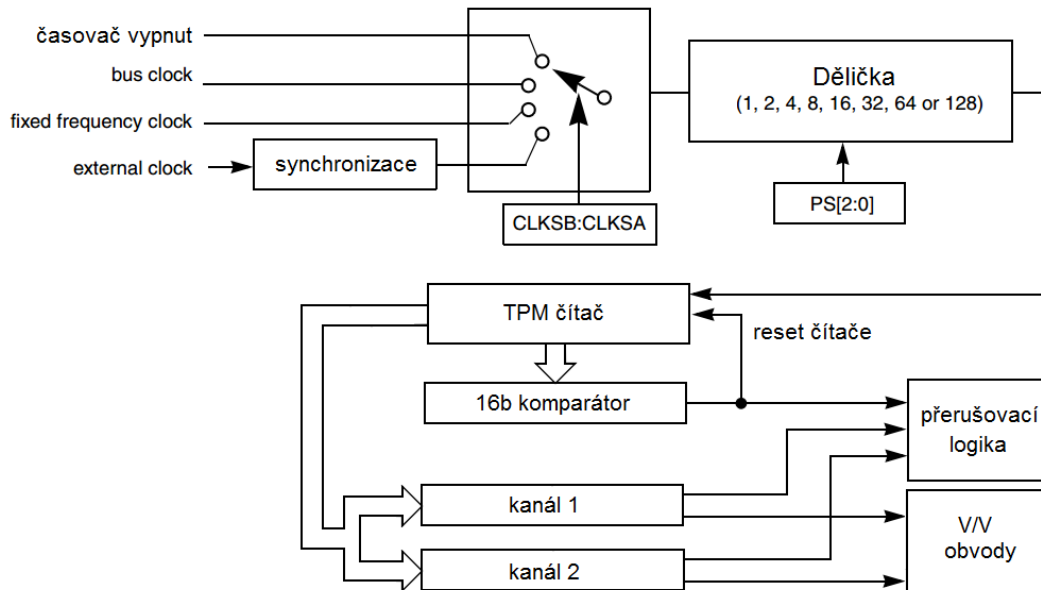 časovač vypnut
bus clock
fixed frequency clock
external clock
synchronizace
CLKSB:CLKSA
Dělička
(1, 2, 4, 8, 16, 32, 64 or 128)
PS[2:0]
TPM čítač
reset čítače
16b komparátor
přerušovací
logika
kanál 1
kanál 2
V/V
obvody